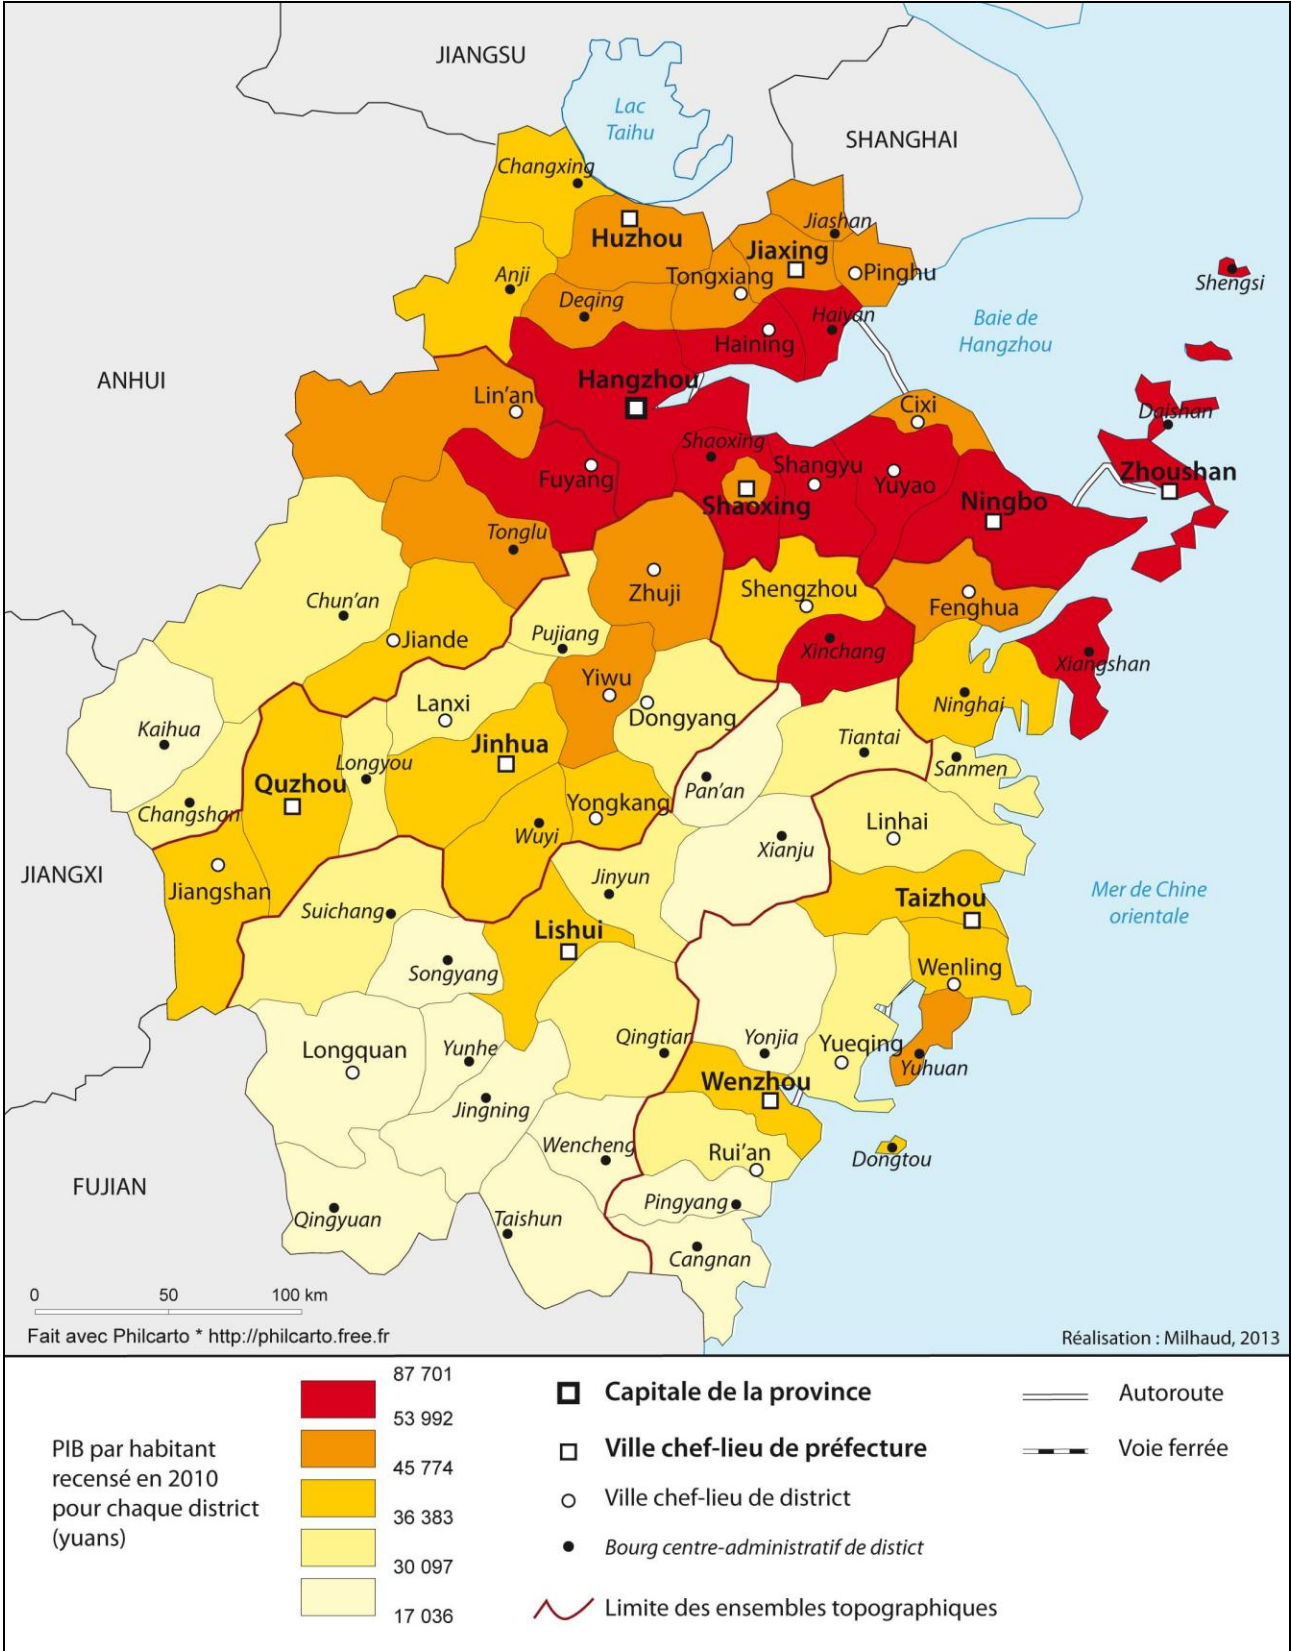 JIANGSU
Lac
Taihu
SHANGHAI
Changxing
Huzhou
Jiashan
Jiaxing
Tongxiang
Pinghu
Anji
Deqing
Shengsi
Haiyan
Haining
Baie de
Hangzhou
ANHUI
Hangzhou
Lin'an
Cixi
Daishan
Shaoxing
Shangyu
Zhoushan
Fuyang
Yuyao
Shaoxing
Ningbo
Tonglu
Zhuji
Shengzhou
Fenghua
Chun'an
Jiande
Pujiang
Xinchang
Xiangshan
Yiwu
Lanxi
Dongyang
Ninghai
Kaihua
Jinhua
Tiantai
Longyou
Sanmen
Quzhou
Pan'an
Changshan
Yongkang
Linhai
Wuyi
Xianju
JIANGXI
Jiangshan
Jinyun
Mer de Chine
orientale
Suichang
Taizhou
Lishui
Songyang
Wenling
Longquan
Yunhe
Qingtian
Yonjia
Yueqing
Yuhuan
Wenzhou
Jingning
Wencheng
Rui'an
Dongtou
FUJIAN
Pingyang
Qingyuan
Taishun
Cangnan
0 50 100 km
Fait avec Philcarto * http://philcarto.free.fr
Réalisation : Milhaud, 2013
PIB par habitant
recensé en 2010
pour chaque district
(yuans)
87 701
53 992
45 774
36 383
30 097
17 036
Capitale de la province
Ville chef-lieu de préfecture
Ville chef-lieu de district
Bourg centre-administratif de distict
Limite des ensembles topographiques
Autoroute
Voie ferrée